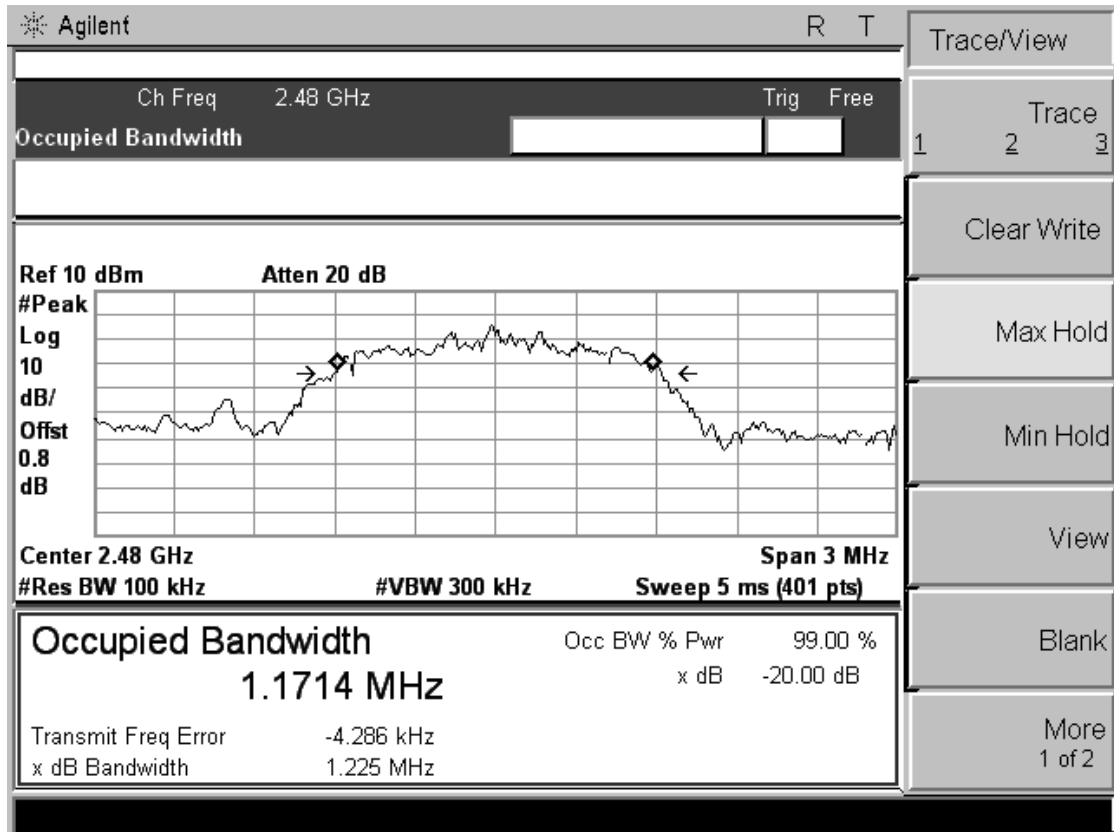 Agilent R T
Ch Freq 2.48 GHz Trig Free
Occupied Bandwidth
Ref 10 dBm Atten 20 dB
#Peak
Log
10
dB/
Offst
0.8
dB
Center 2.48 GHz Span 3 MHz
#Res BW 100 kHz #VBW 300 kHz Sweep 5 ms (401 pts)
Occupied Bandwidth
1.1714 MHz
Occ BW % Pwr 99.00 %
x dB -20.00 dB
Transmit Freq Error -4.286 kHz
x dB Bandwidth 1.225 MHz
Trace/View
Trace
1 2 3
Clear Write
Max Hold
Min Hold
View
Blank
More
1 of 2